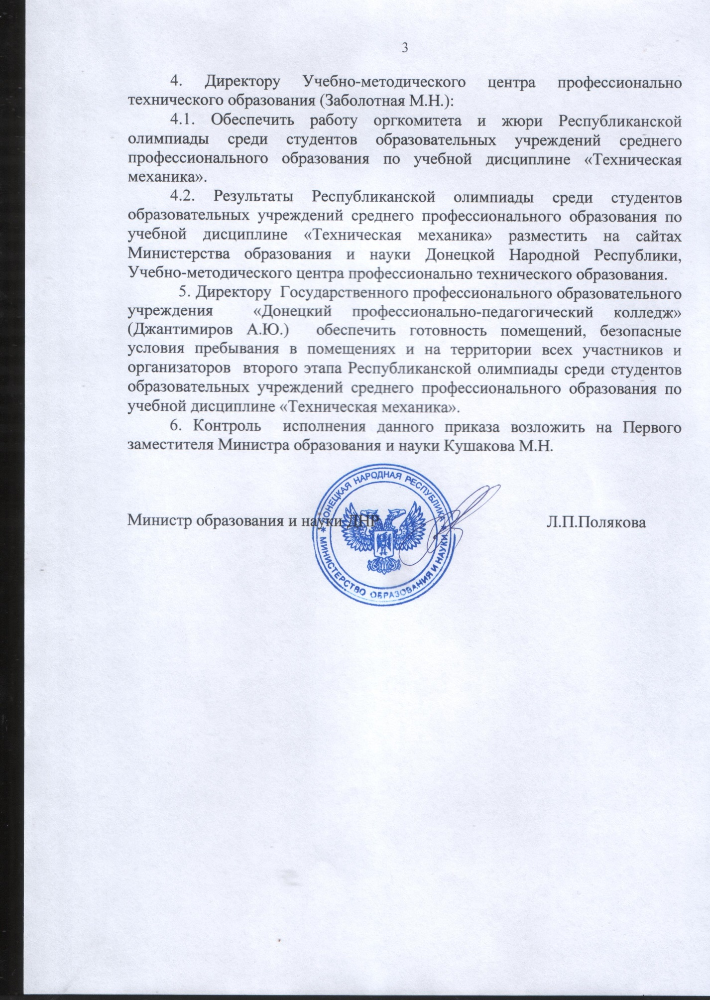 3
4. Директору Учебно-методического центра профессионально
технического образования (Заболотная М.Н.):
4.1. Обеспечить работу оргкомитета и жюри Республиканской
олимпиады среди студентов образовательных учреждений среднего
профессионального образования по учебной дисциплине «Техническая
механика».
4.2. Результаты Республиканской олимпиады среди студентов
образовательных учреждений среднего профессионального образования по
учебной дисциплине «Техническая механика» разместить на сайтах
Министерства образования и науки Донецкой Народной Республики,
Учебно-методического центра профессионально технического образования.
5. Директору Государственного профессионального образовательного
учреждения «Донецкий профессионально-педагогический колледж»
(Джантимиров А.Ю.) обеспечить готовность помещений, безопасные
условия пребывания в помещениях и на территории всех участников и
организаторов второго этапа Республиканской олимпиады среди студентов
образовательных учреждений среднего профессионального образования по
учебной дисциплине «Техническая механика».
6. Контроль исполнения данного приказа возложить на Первого
заместителя Министра образования и науки Кушакова М.Н.
Министр образования и науки ДНР Л.П.Полякова
ДОНЕЦКАЯ НАРОДНАЯ РЕСПУБЛИКА
* МИНИСТЕРСТВО ОБРАЗОВАНИЯ И НАУКИ *